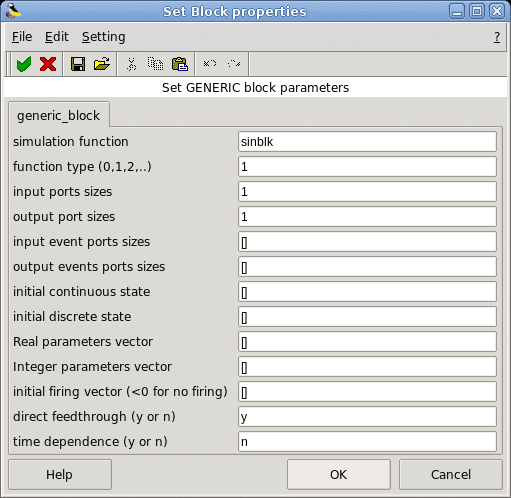 Set Block properties
File Edit Setting ?
Set GENERIC block parameters
generic_block
simulation function sinblk
function type (0,1,2,..) 1
input ports sizes 1
output port sizes 1
input event ports sizes []
output events ports sizes []
initial continuous state []
initial discrete state []
Real parameters vector []
Integer parameters vector []
initial firing vector (<0 for no firing) []
direct feedthrough (y or n) y
time dependence (y or n) n
Help OK Cancel